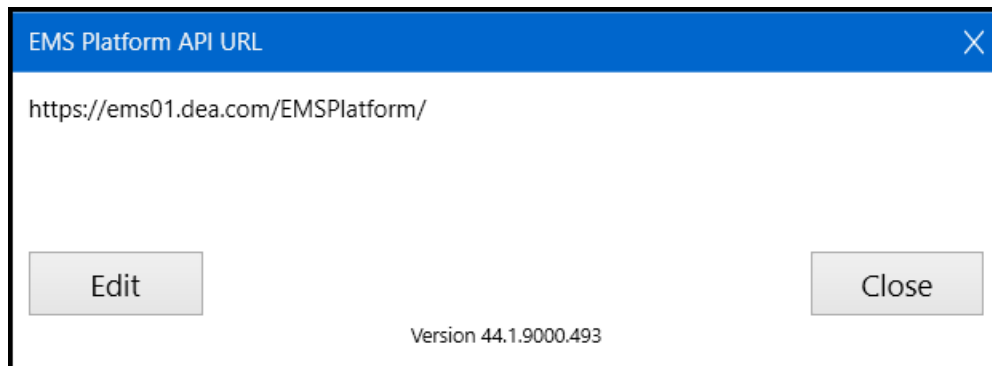 EMS Platform API URL
https://ems01.dea.com/EMSPlatform/
Edit
Close
Version 44.1.9000.493